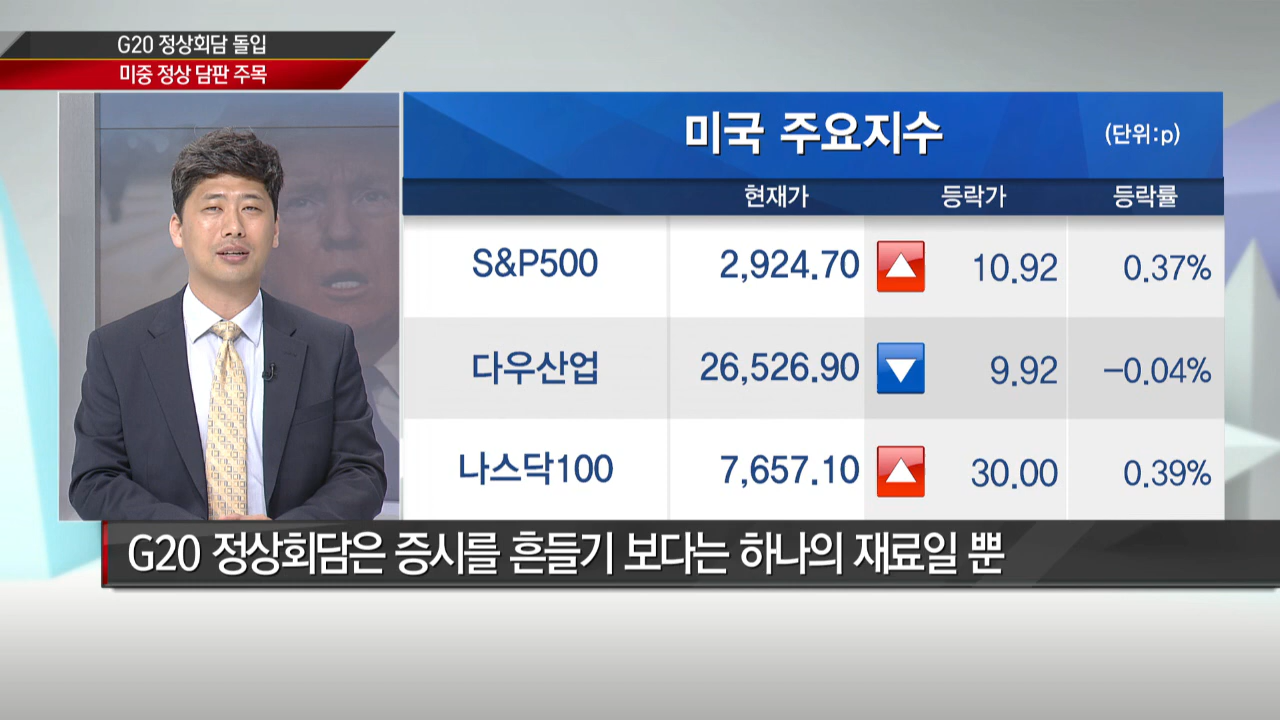 G20 정상회담 돌입
미중 정상 담판 주목
미국 주요지수 (단위:p)
현재가 등락가 등락률
S&P500 2,924.70 ▲ 10.92 0.37%
다우산업 26,526.90 ▼ 9.92 -0.04%
나스닥100 7,657.10 ▲ 30.00 0.39%
G20 정상회담은 증시를 흔들기 보다는 하나의 재료일 뿐